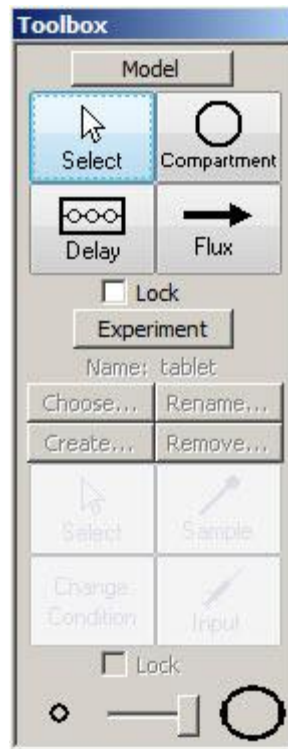 Toolbox
Model
Select Compartment
Delay Flux
Lock
Experiment
Name: tablet
Choose... Rename...
Create... Remove...
Select Sample
Change
Condition Input
Lock